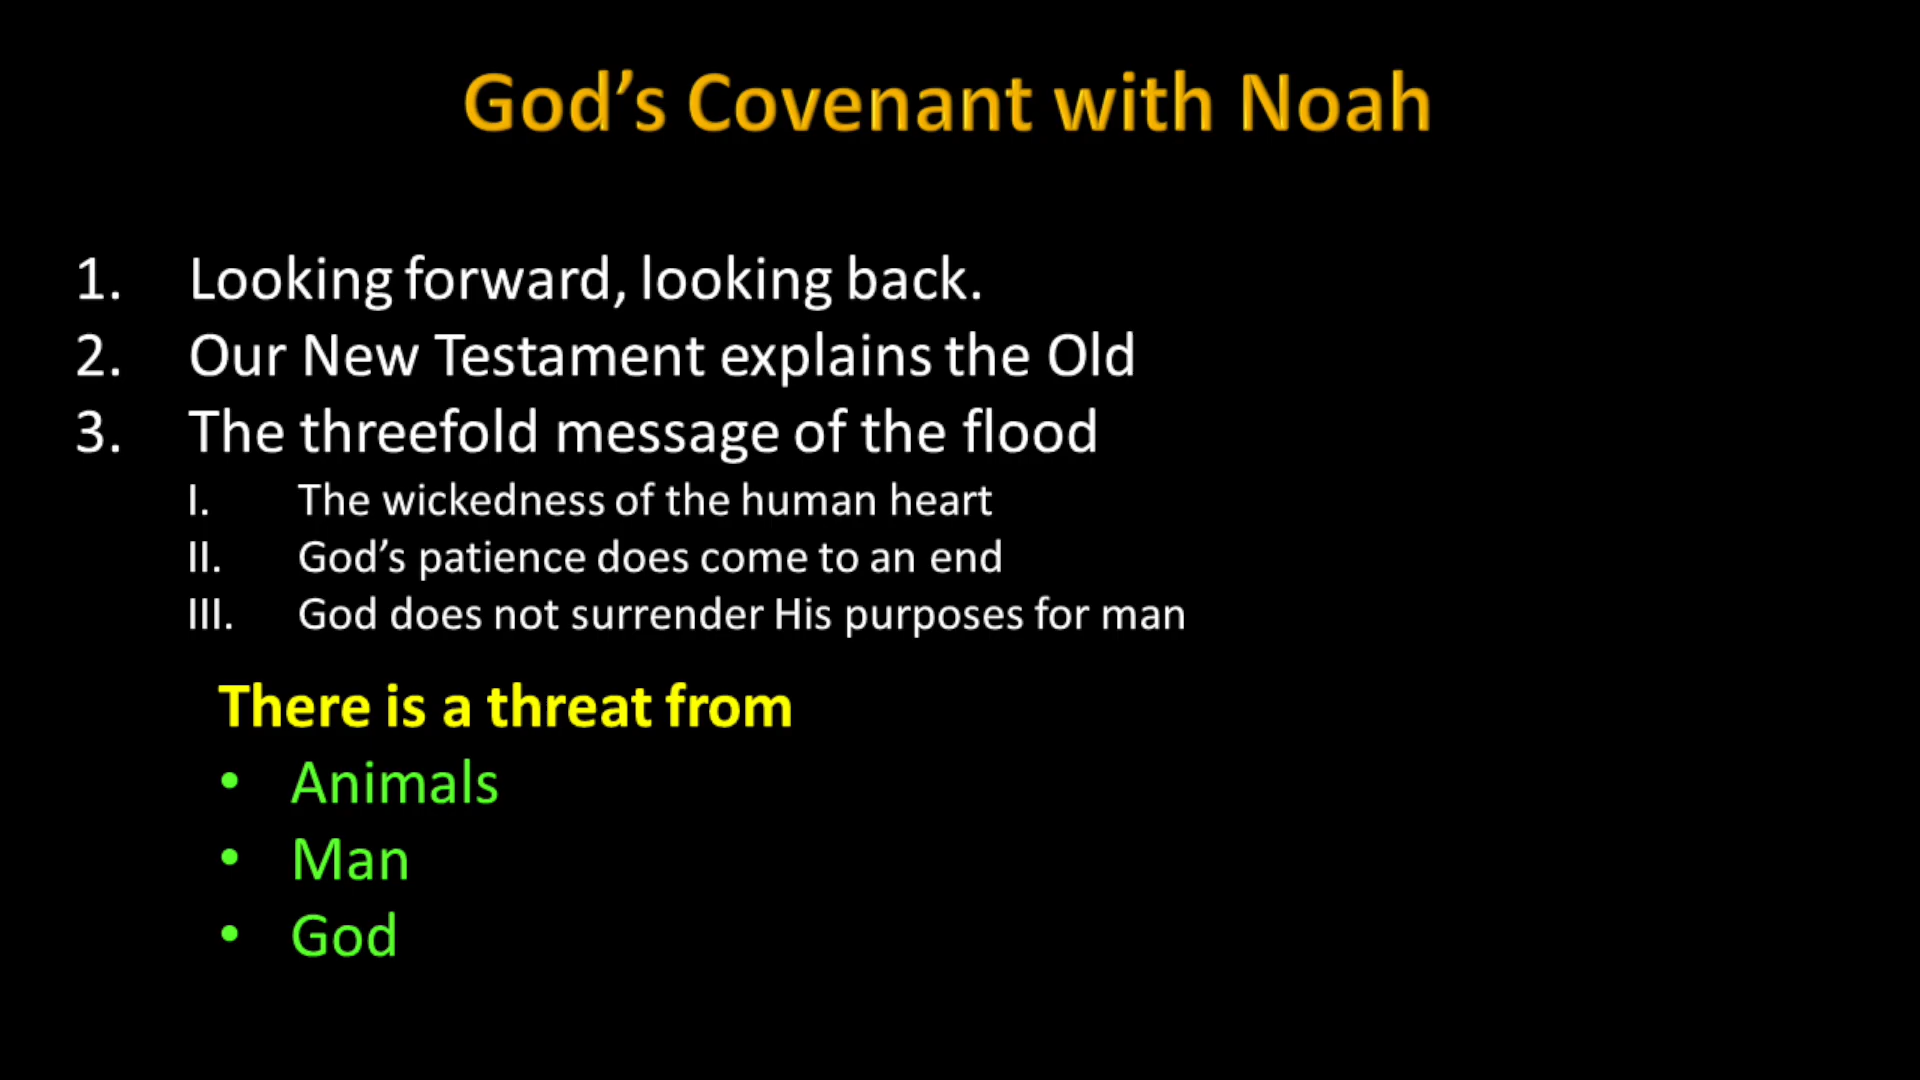 God’s Covenant with Noah
1. Looking forward, looking back.
2. Our New Testament explains the Old
3. The threefold message of the flood
I. The wickedness of the human heart
II. God’s patience does come to an end
III. God does not surrender His purposes for man
There is a threat from
• Animals
• Man
• God